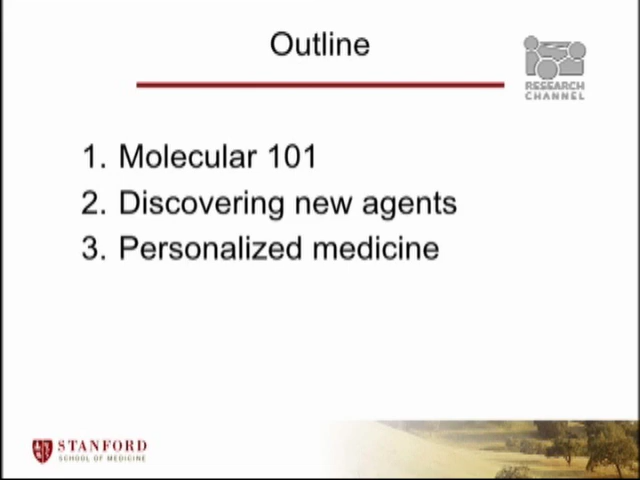 Outline
RESEARCH
CHANNEL
1. Molecular 101
2. Discovering new agents
3. Personalized medicine
STANFORD
SCHOOL OF MEDICINE